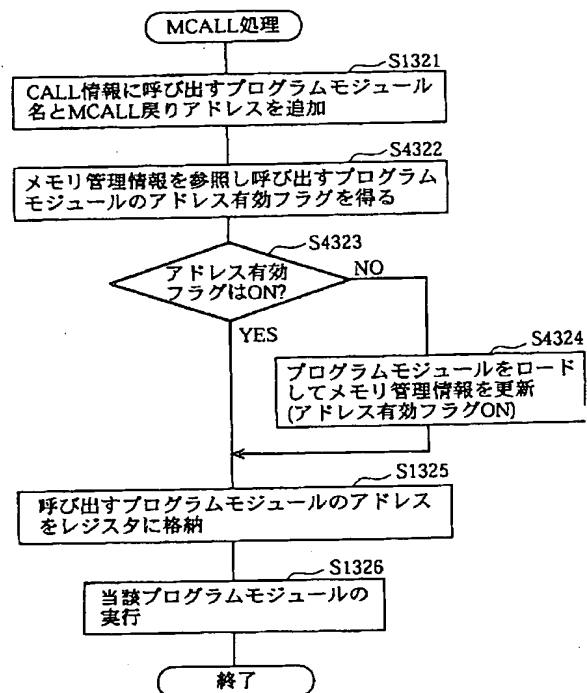 MCALL処理
S1321
CALL情報に呼び出すプログラムモジュール
名とMCALL戻りアドレスを追加
S4322
メモリ管理情報を参照し呼び出すプログラム
モジュールのアドレス有効フラグを得る
S4323
アドレス有効
フラグはON?
NO
YES
S4324
プログラムモジュールをロード
してメモリ管理情報を更新
(アドレス有効フラグON)
S1325
呼び出すプログラムモジュールのアドレス
をレジスタに格納
S1326
当該プログラムモジュールの
実行
終了